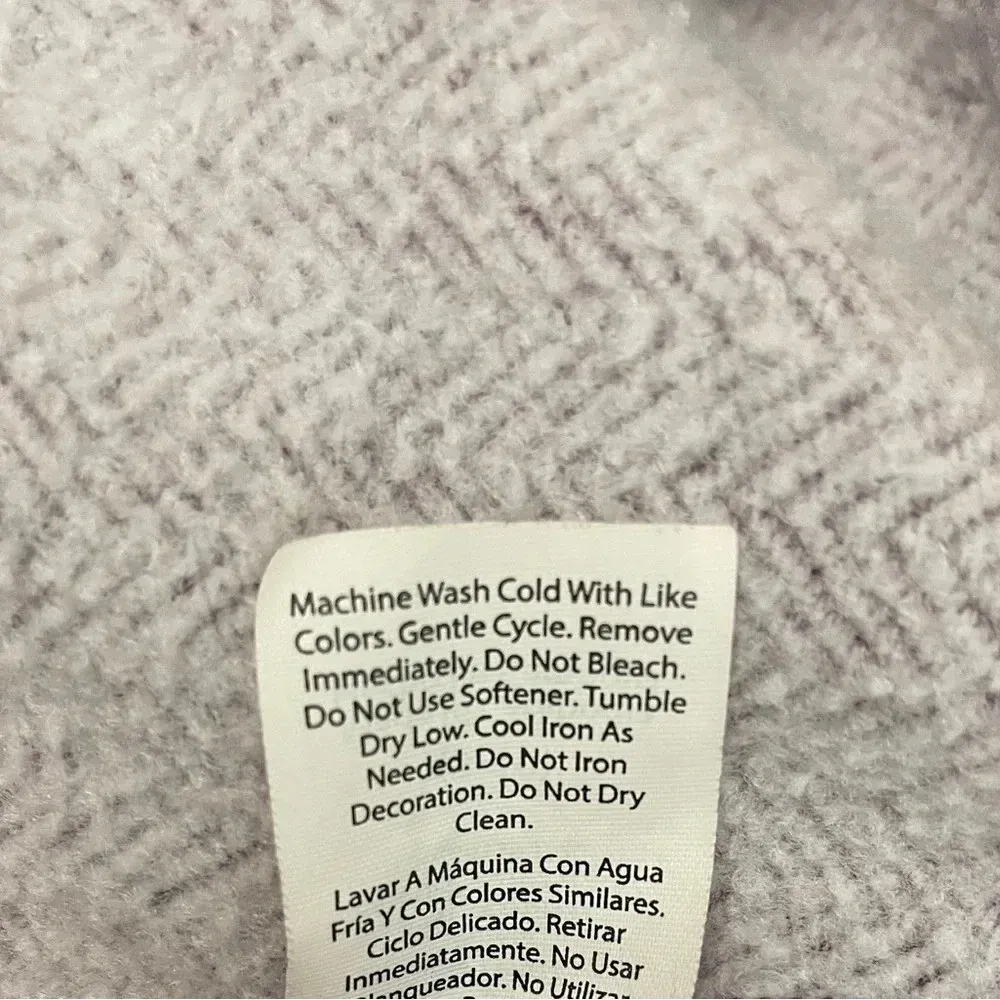 Machine Wash Cold With Like
Colors. Gentle Cycle. Remove
Immediately. Do Not Bleach.
Do Not Use Softener. Tumble
Dry Low. Cool Iron As
Needed. Do Not Iron
Decoration. Do Not Dry
Clean.
Lavar A Máquina Con Agua
Fría Y Con Colores Similares.
Ciclo Delicado. Retirar
Inmediatamente. No Usar
No